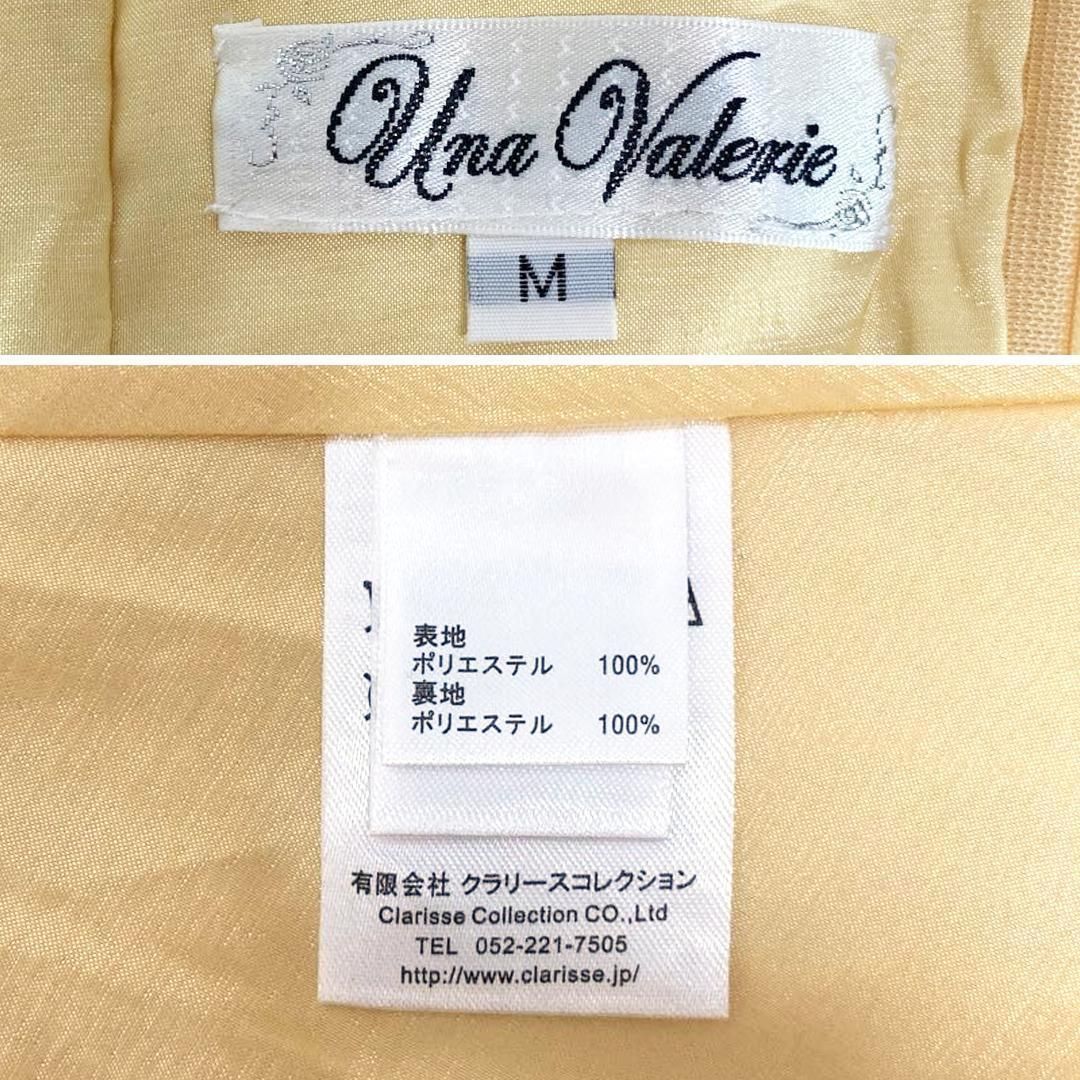 Una Valerie
M
表地
ポリエステル 100%
裏地
ポリエステル 100%
有限会社 クラリースコレクション
Clarisse Collection CO.,Ltd
TEL 052-221-7505
http://www.clarisse.jp/